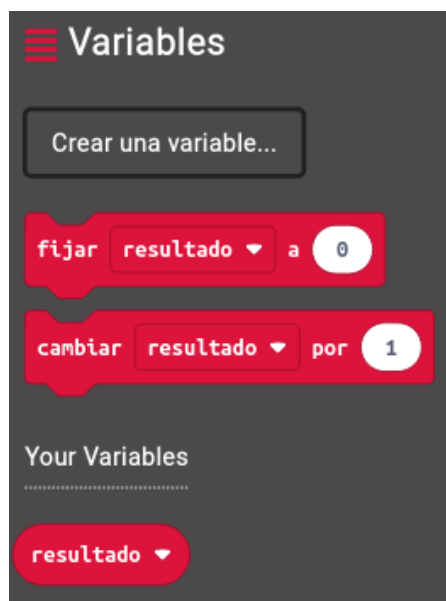 Variables
Crear una variable...
fijar resultado a 0
cambiar resultado por 1
Your Variables
resultado